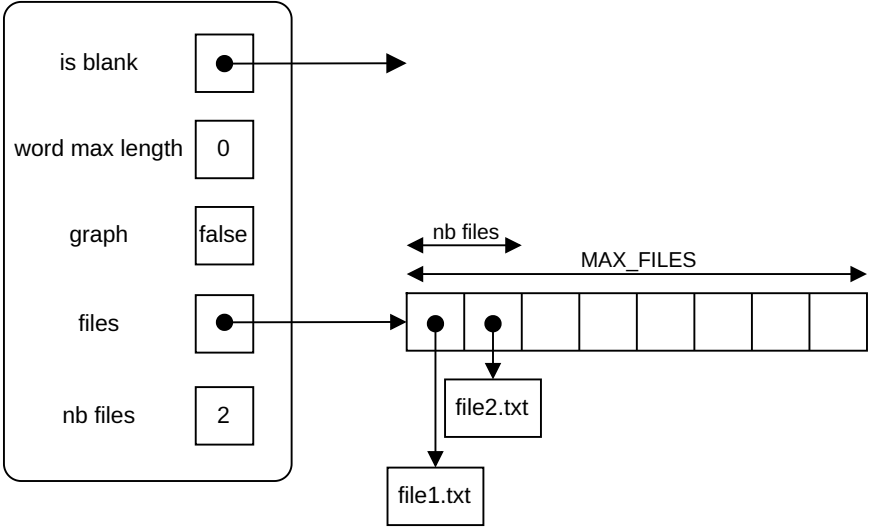 is blank
word max length
0
graph
false
files
nb files
2
nb files
MAX_FILES
file2.txt
file1.txt